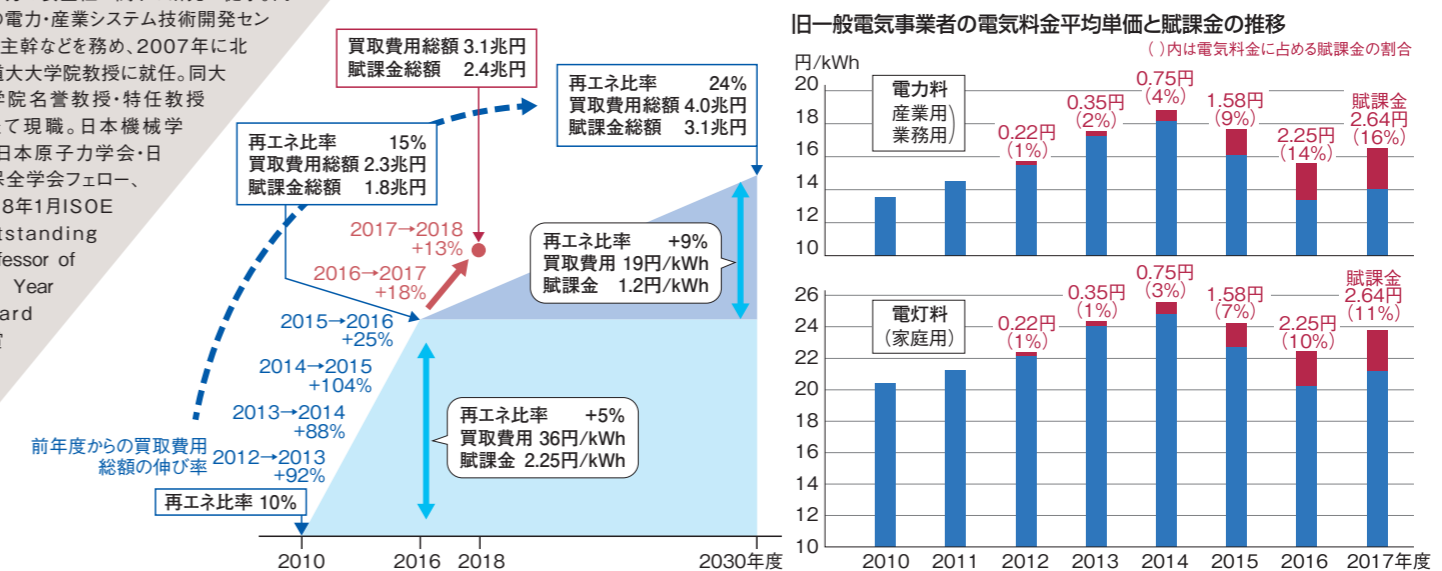 の電力・産業システム技術開発セン
主幹などを務め、2007年に北
道大大学院教授に就任。同大
学院名誉教授・特任教授
て現職。日本機械学
日本原子力学会・日
保全学会フェロー、
8年1月ISOE
tstanding
fessor of
Year
ard
買取費用総額 3.1兆円
賦課金総額 2.4兆円
再エネ比率 24%
買取費用総額 4.0兆円
賦課金総額 3.1兆円
再エネ比率 15%
買取費用総額 2.3兆円
賦課金総額 1.8兆円
2017→2018
+13%
2016→2017
+18%
2015→2016
+25%
2014→2015
+104%
2013→2014
+88%
前年度からの買取費用
総額の伸び率
2012→2013
+92%
再エネ比率 10%
再エネ比率 +9%
買取費用 19円/kWh
賦課金 1.2円/kWh
再エネ比率 +5%
買取費用 36円/kWh
賦課金 2.25円/kWh
2010 2016 2018 2030年度
旧一般電気事業者の電気料金平均単価と賦課金の推移
( )内は電気料金に占める賦課金の割合
円/kWh
20
18
16
14
12
10
電力料
産業用
業務用)
0.22円
(1%)
0.35円
(2%)
0.75円
(4%)
1.58円
(9%)
2.25円
(14%)
賦課金
2.64円
(16%)
26
24
22
20
18
16
14
12
10
電灯料
(家庭用)
0.22円
(1%)
0.35円
(1%)
0.75円
(3%)
1.58円
(7%)
2.25円
(10%)
賦課金
2.64円
(11%)
2010 2011 2012 2013 2014 2015 2016 2017年度